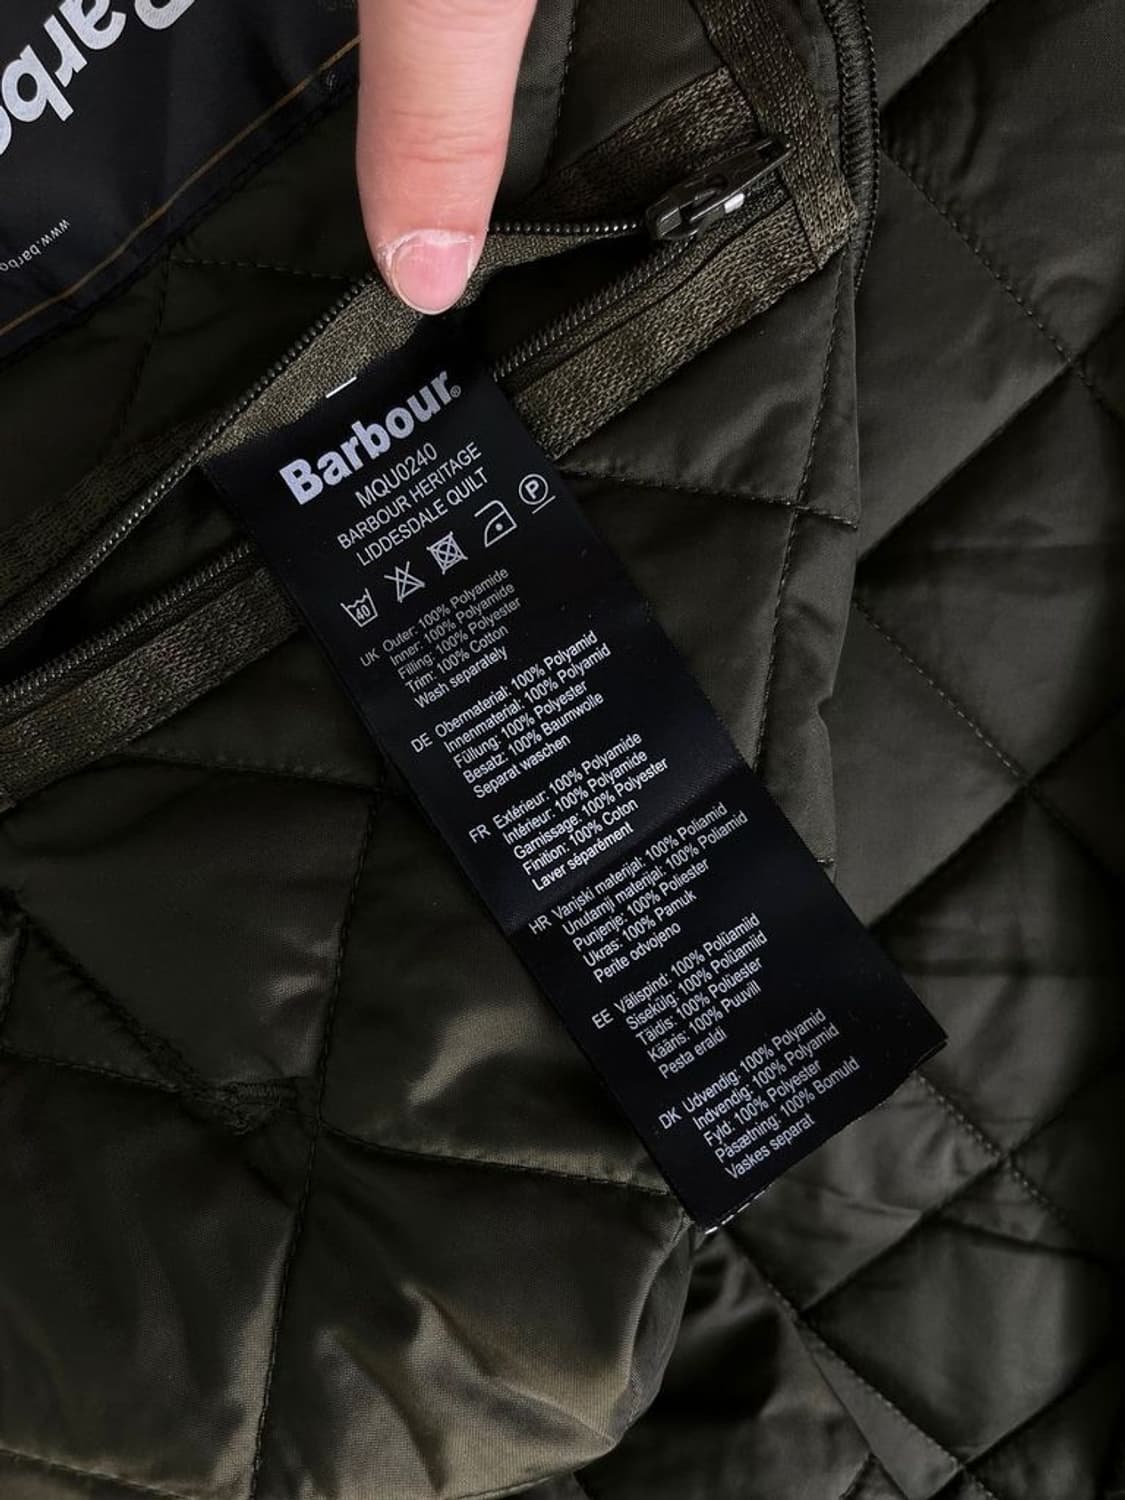 Barbour
www.barbo
Barbour®
MQU0240
BARBOUR HERITAGE
LIDDESDALE QUILT
40
P
UK Outer: 100% Polyamide
Inner: 100% Polyamide
Filling: 100% Polyester
Trim: 100% Cotton
Wash separately
DE Obermaterial: 100% Polyamid
Innenmaterial: 100% Polyamid
Füllung: 100% Polyester
Besatz: 100% Baumwolle
Separat waschen
FR Extérieur: 100% Polyamide
Intérieur: 100% Polyamide
Garnissage: 100% Polyester
Finition: 100% Coton
Laver séparément
HR Vanjski materijal: 100% Poliamid
Unutarnji materijal: 100% Poliamid
Punjenje: 100% Poliester
Ukras: 100% Pamuk
Perite odvojeno
EE Välispind: 100% Polüamiid
Sisekülg: 100% Polüamiid
Täidis: 100% Polüester
Kääris: 100% Puuvill
Pesta eraldi
DK Udvendig: 100% Polyamid
Indvendig: 100% Polyamid
Fyld: 100% Polyester
Påsætning: 100% Bomuld
Vaskes separat